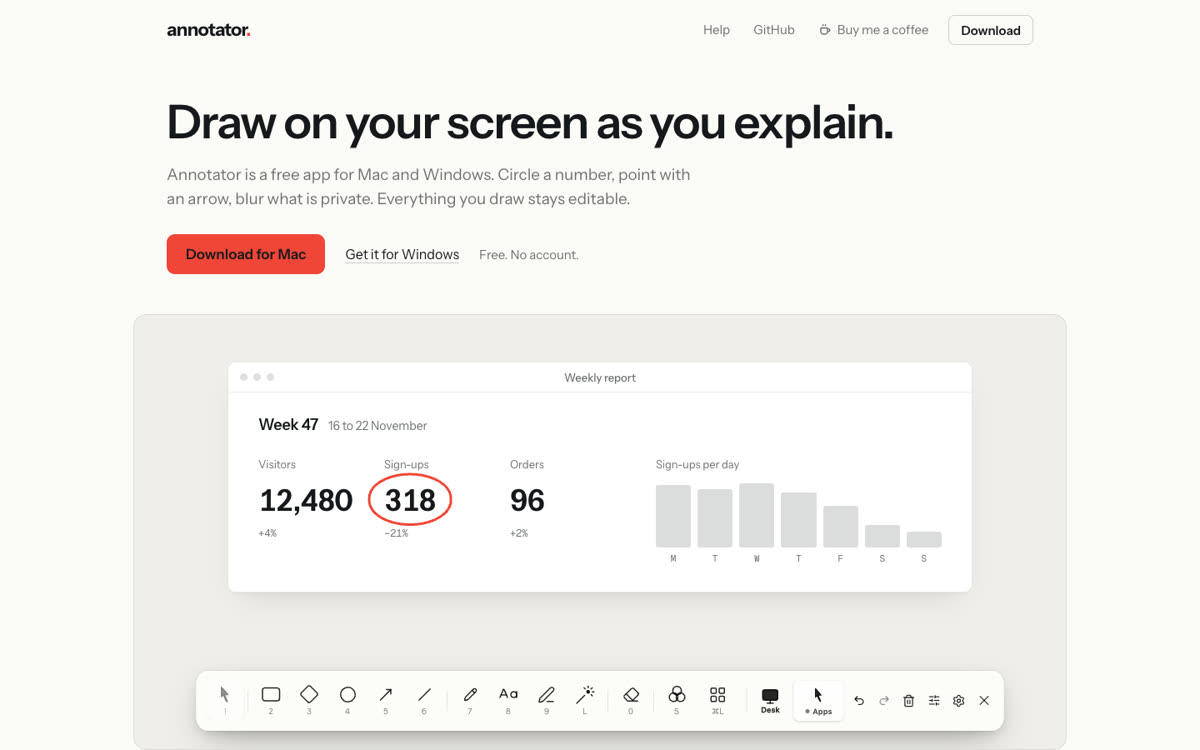 annotator.
Help GitHub Buy me a coffee Download
Draw on your screen as you explain.
Annotator is a free app for Mac and Windows. Circle a number, point with
an arrow, blur what is private. Everything you draw stays editable.
Download for Mac Get it for Windows Free. No account.
Weekly report
Week 47 16 to 22 November
Visitors Sign-ups Orders Sign-ups per day
12,480 318 96
+4% −21% +2%
M T W T F S S
Aa
1 2 3 4 5 6 7 8 9 L 0 S ⌘L Desk Apps